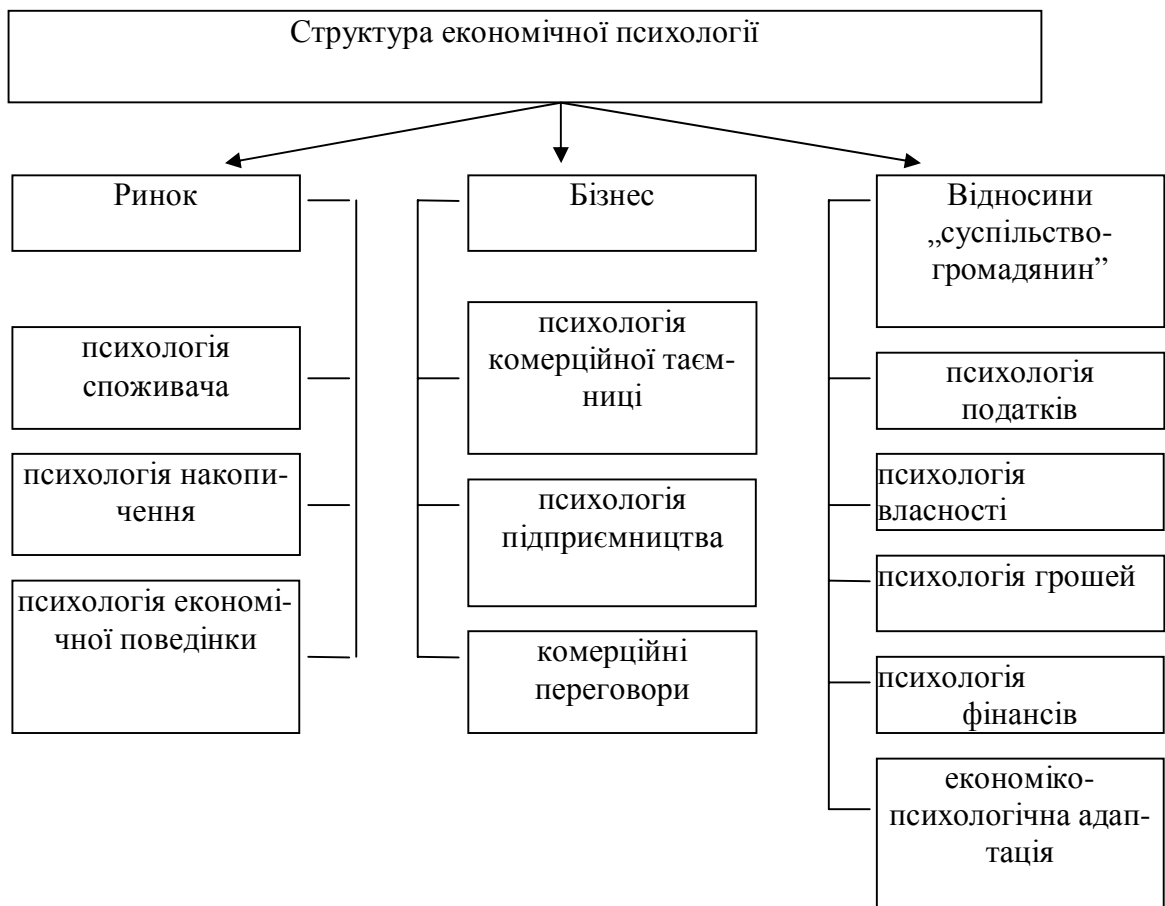 Структура економічної психології
Ринок
психологія
споживача
психологія накопи-
чення
психологія економі-
чної поведінки
Бізнес
психологія
комерційної таєм-
ниці
психологія
підприємництва
комерційні
переговори
Відносини
„суспільство-
громадянин”
психологія
податків
психологія
власності
психологія грошей
психологія
фінансів
економіко-
психологічна адап-
тація